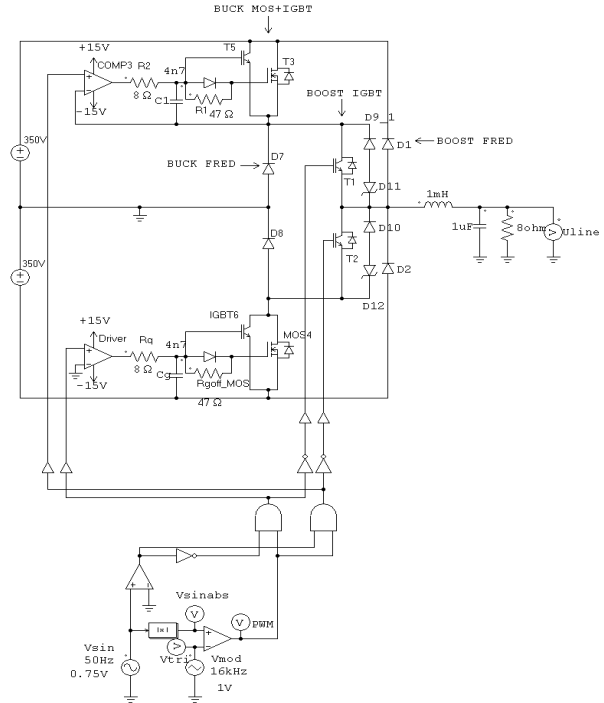 BUCK MOS+IGBT
+15V
T5
COMP3 R2
4n7
T3
8 Ω
C1
R1
47 Ω
-15V
BOOST IGBT
D9_1
350V
BUCK FRED
D7
D1
BOOST FRED
T1
D11
1mH
D8
D10
1uF
8ohm
Uline
T2
350V
D2
D12
IGBT6
+15V
MOS4
Driver
Rq
4n7
8 Ω
Cg
Rgoff_MOS
-15V
47 Ω
Vsinabs
V
V
PWM
|x|
Vsin
50Hz
0.75V
Vtri
V
Vmod
16kHz
1V